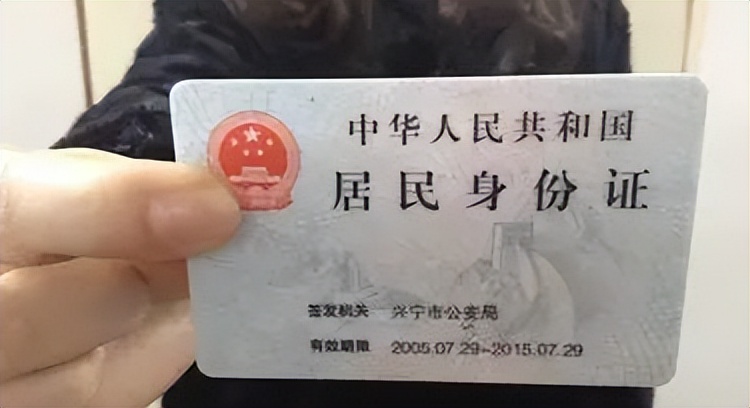 中华人民共和国
居民身份证
签发机关 兴宁市公安局
有效期限 2005.07.29-2015.07.29